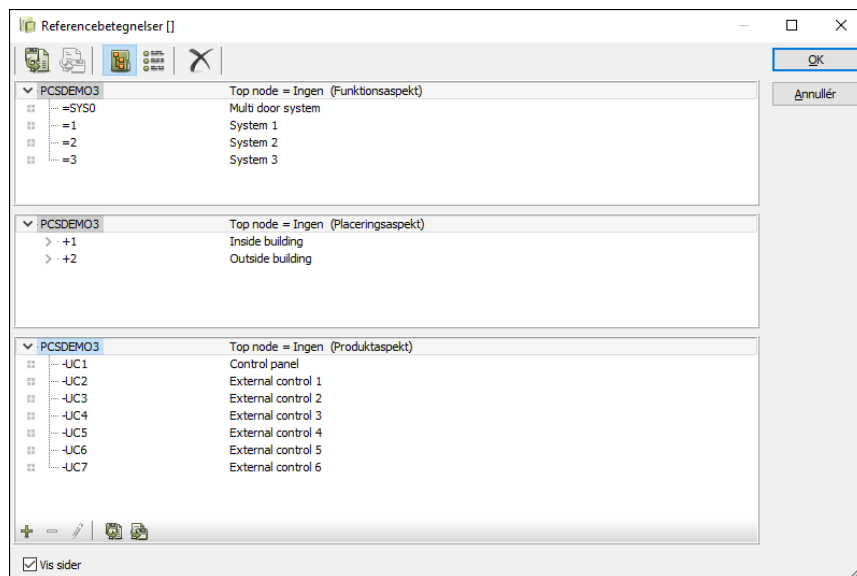 Referencebetegnelser []
OK
Annullér
PCSDEMO3 Top node = Ingen (Funktionsaspekt)
=SYS0 Multi door system
=1 System 1
=2 System 2
=3 System 3
PCSDEMO3 Top node = Ingen (Placeringsaspekt)
+1 Inside building
+2 Outside building
PCSDEMO3 Top node = Ingen (Produktaspekt)
-UC1 Control panel
-UC2 External control 1
-UC3 External control 2
-UC4 External control 3
-UC5 External control 4
-UC6 External control 5
-UC7 External control 6
Vis sider